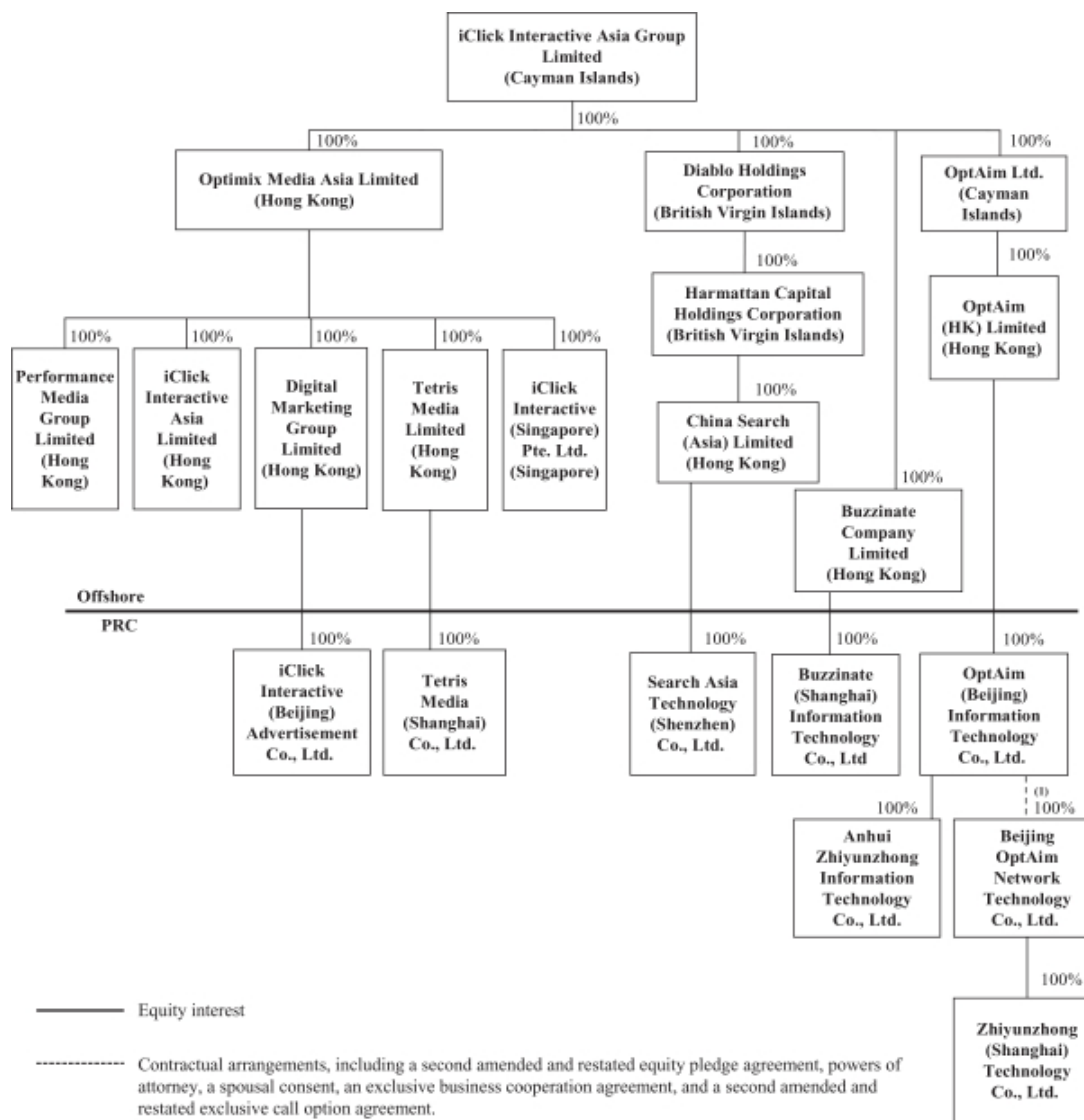 iClick Interactive Asia Group
Limited
(Cayman Islands)
100%
100%
100%
100%
Optimix Media Asia Limited
(Hong Kong)
Diablo Holdings
Corporation
(British Virgin Islands)
OptAim Ltd.
(Cayman
Islands)
100%
100%
Harmattan Capital
Holdings Corporation
(British Virgin Islands)
OptAim
(HK) Limited
(Hong Kong)
100%
100%
100%
100%
100%
Performance
Media
Group
Limited
(Hong
Kong)
iClick
Interactive
Asia
Limited
(Hong
Kong)
Digital
Marketing
Group
Limited
(Hong Kong)
Tetris
Media
Limited
(Hong
Kong)
iClick
Interactive
(Singapore)
Pte. Ltd.
(Singapore)
100%
China Search
(Asia) Limited
(Hong Kong)
100%
Buzzinate
Company
Limited
(Hong Kong)
Offshore
PRC
100%
100%
100%
100%
100%
iClick
Interactive
(Beijing)
Advertisement
Co., Ltd.
Tetris
Media
(Shanghai)
Co., Ltd.
Search Asia
Technology
(Shenzhen)
Co., Ltd.
Buzzinate
(Shanghai)
Information
Technology
Co., Ltd
OptAim
(Beijing)
Information
Technology
Co., Ltd.
100%
(1)
100%
Anhui
Zhiyunzhong
Information
Technology
Co., Ltd.
Beijing
OptAim
Network
Technology
Co., Ltd.
100%
Zhiyunzhong
(Shanghai)
Technology
Co., Ltd.
Equity interest
Contractual arrangements, including a second amended and restated equity pledge agreement, powers of
attorney, a spousal consent, an exclusive business cooperation agreement, and a second amended and
restated exclusive call option agreement.